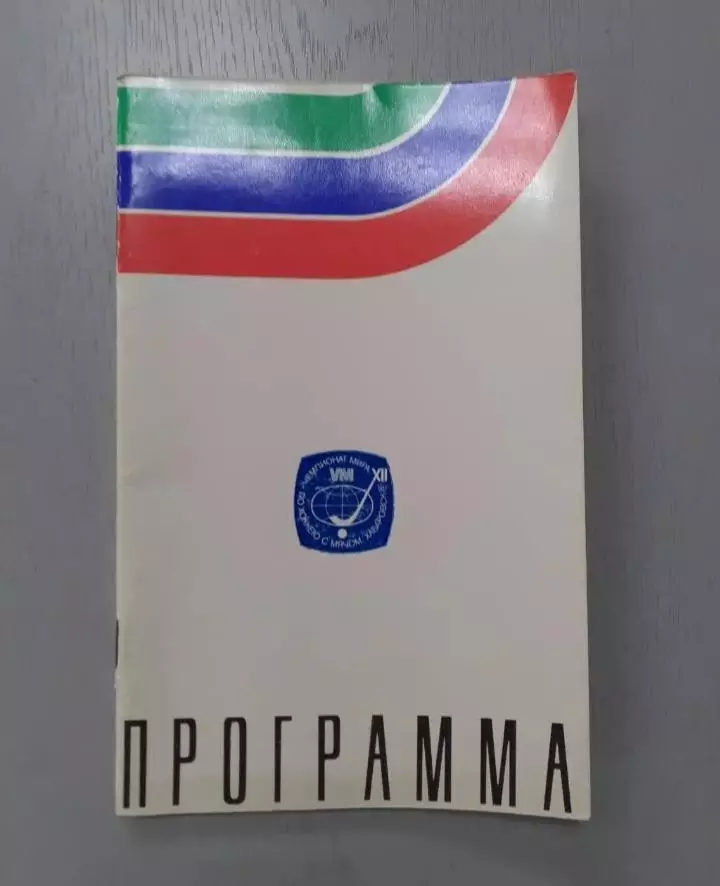 ЧЕМПИОНАТ МИРА
XII
VM
ПО ХОККЕЮ С МЯЧОМ. ХАБАРОВСК
ПРОГРАММА